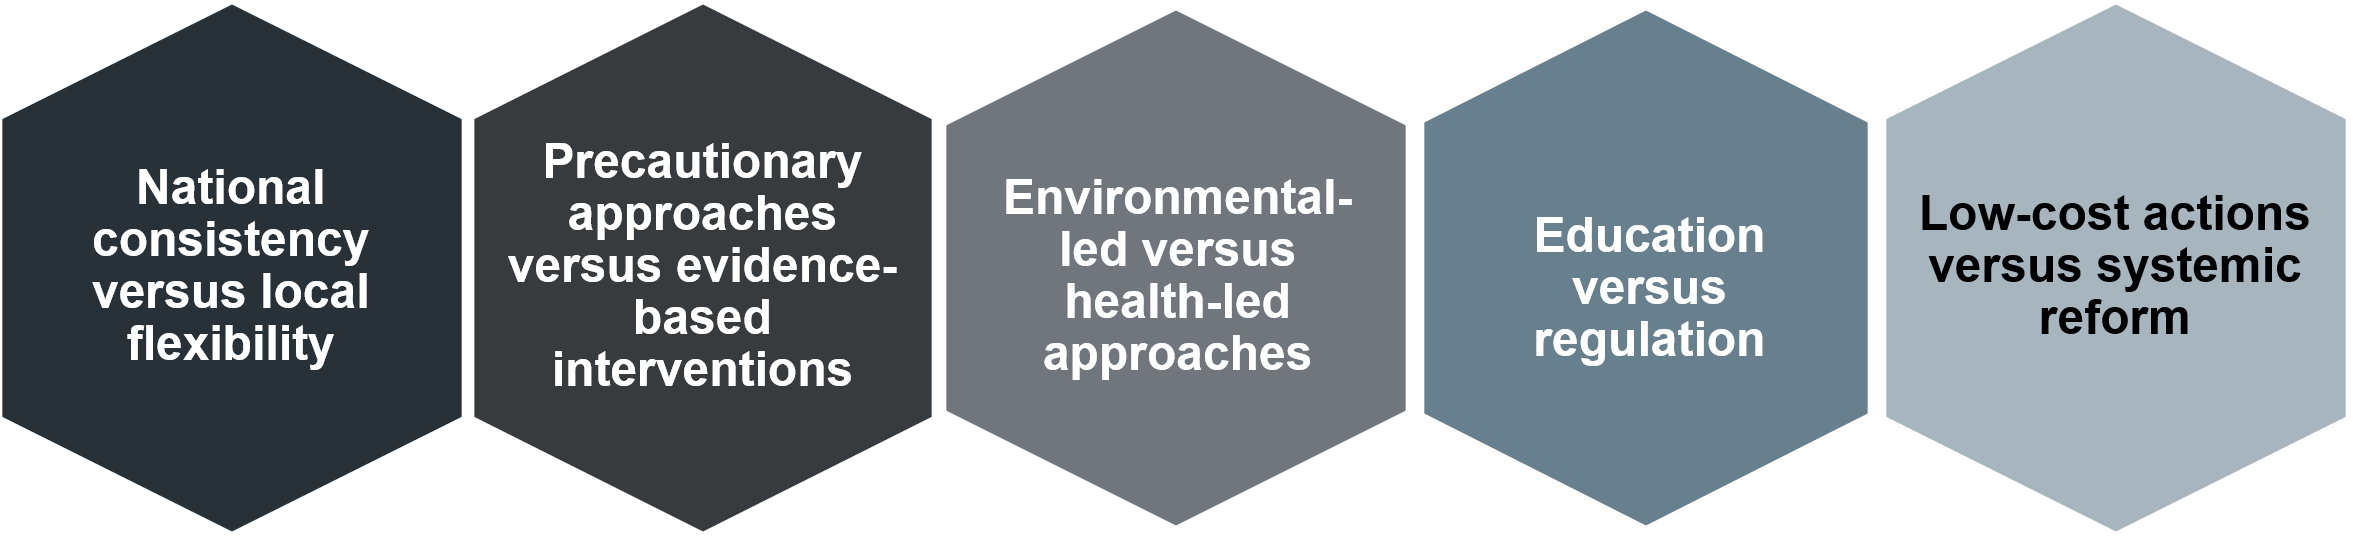 National
consistency
versus local
flexibility
Precautionary
approaches
versus evidence-
based
interventions
Environmental-
led versus
health-led
approaches
Education
versus
regulation
Low-cost actions
versus systemic
reform